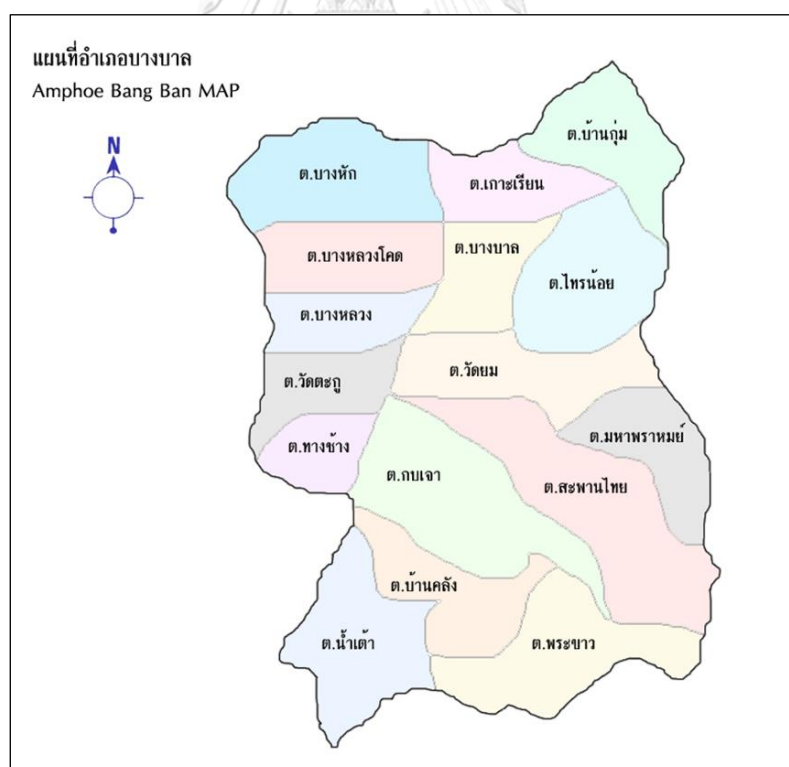 แผนที่อำเภอบางบาล
Amphoe Bang Ban MAP
N
ต.บ้านกุ่ม
ต.บางหัก
ต.เกาะเรียน
ต.บางหลวงโคด
ต.บางบาล
ต.ไทรน้อย
ต.บางหลวง
ต.วัดตะกู
ต.วัดยม
ต.ทางช้าง
ต.มหาพราหมย์
ต.กบเจา
ต.สะพานไทย
ต.บ้านคลัง
ต.น้ำเต้า
ต.พระขาว